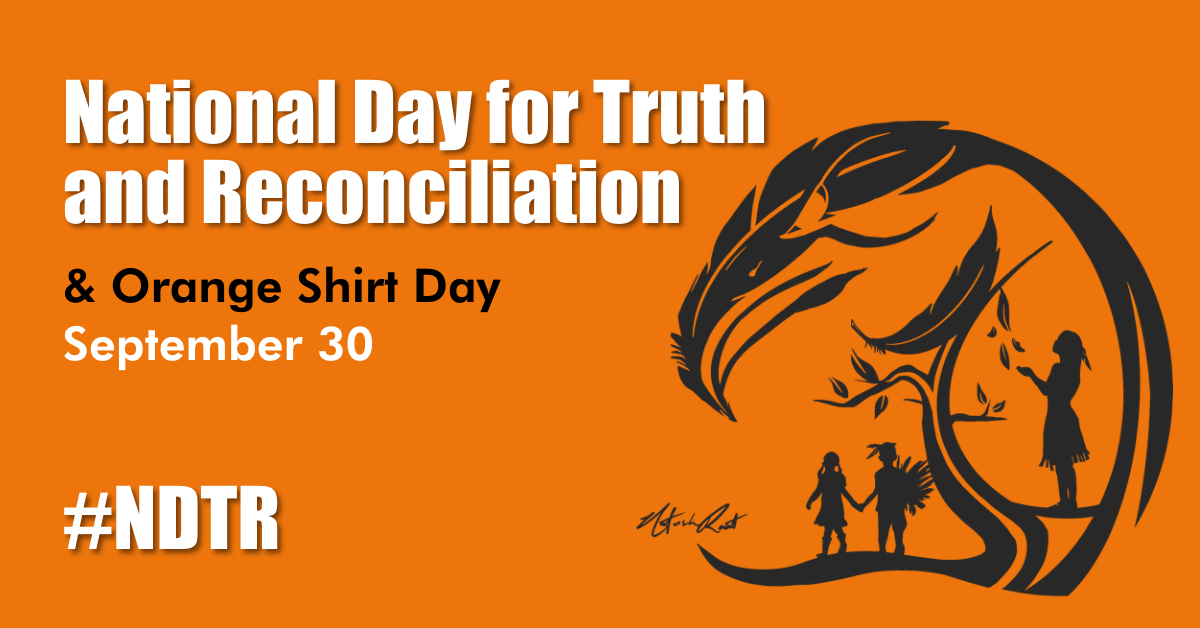 National Day for Truth
and Reconciliation
& Orange Shirt Day
September 30
#NDTR